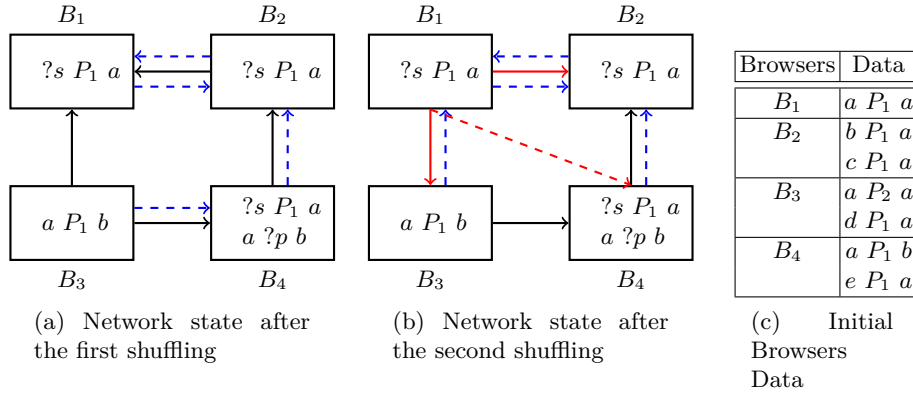 B1 B2
?s P1 a ?s P1 a
a P1 b ?s P1 a
a ?p b
B3 B4
(a) Network state after
the first shuffling
B1 B2
?s P1 a ?s P1 a
a P1 b ?s P1 a
a ?p b
B3 B4
(b) Network state after
the second shuffling
Browsers Data
B1 a P1 a
B2 b P1 a
c P1 a
B3 a P2 a
d P1 a
B4 a P1 b
e P1 a
(c) Initial
Browsers
Data